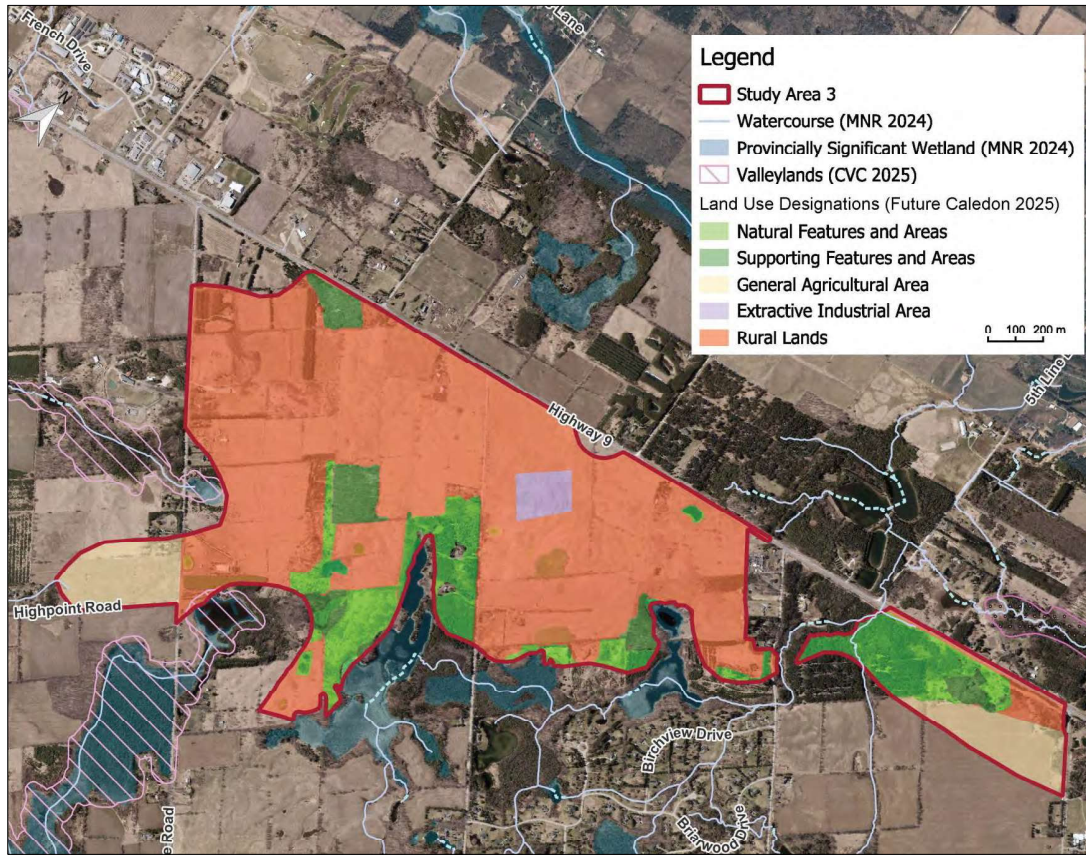 French Drive
Lane
N
Legend
Study Area 3
Watercourse (MNR 2024)
Provincially Significant Wetland (MNR 2024)
Valleylands (CVC 2025)
Land Use Designations (Future Caledon 2025)
Natural Features and Areas
Supporting Features and Areas
General Agricultural Area
Extractive Industrial Area
Rural Lands
0 100 200 m
5th Line
Highway 9
Highpoint Road
Birchview Drive
Briarwood Drive
e Road